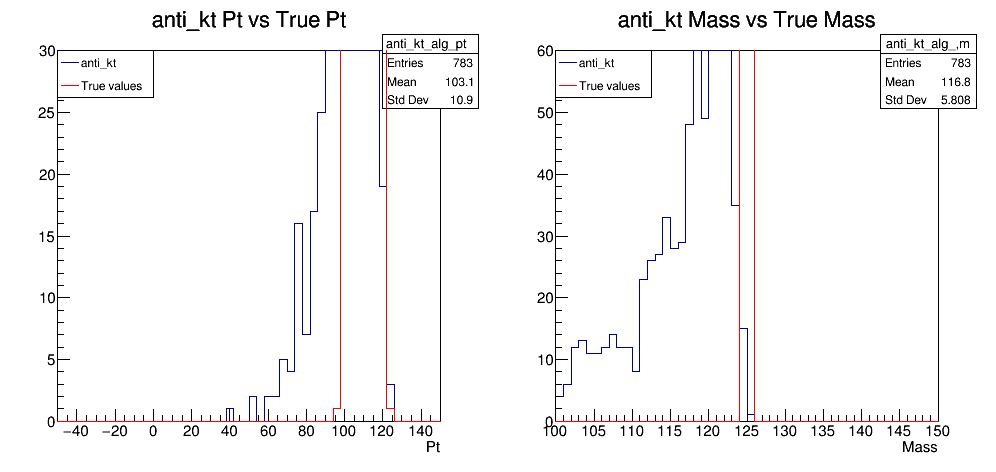 anti_kt Pt vs True Pt
anti_kt
True values
anti_kt_alg_pt
Entries 783
Mean 103.1
Std Dev 10.9
30
25
20
15
10
5
0
−40 −20 0 20 40 60 80 100 120 140
Pt
anti_kt Mass vs True Mass
anti_kt
True values
anti_kt_alg_,m
Entries 783
Mean 116.8
Std Dev 5.808
60
50
40
30
20
10
0
100 105 110 115 120 125 130 135 140 145 150
Mass